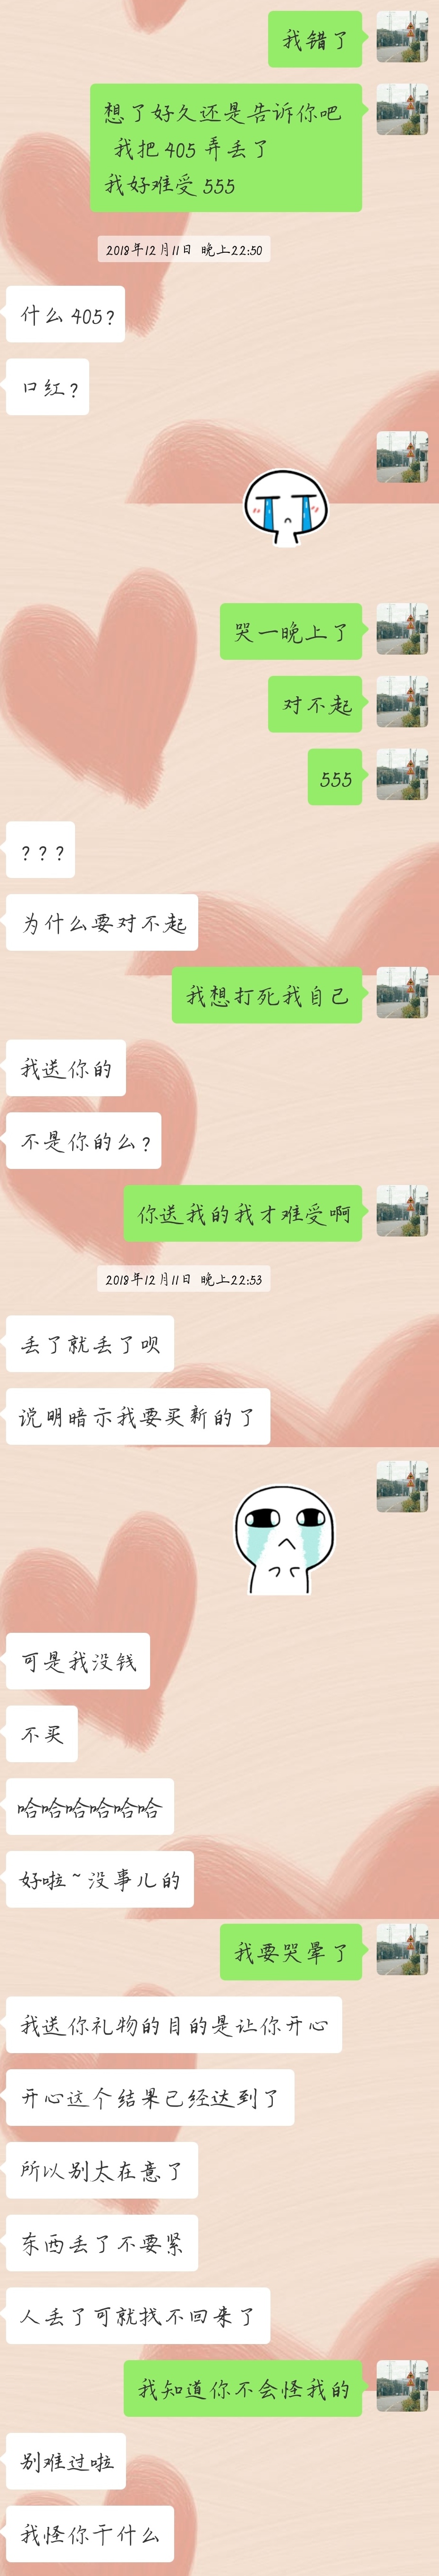 我错了
想了好久还是告诉你吧
我把 405 弄丢了
我好难受 555
2018年12月11日 晚上22:50
什么 405?
口红?
哭一晚上了
对不起
555
???
为什么要对不起
我想打死我自己
我送你的
不是你的么?
你送我的我才难受啊
2018年12月11日 晚上22:53
丢了就丢了呗
说明暗示我要买新的了
可是我没钱
不买
哈哈哈哈哈哈
好啦~没事儿的
我要哭晕了
我送你礼物的目的是让你开心
开心这个结果已经达到了
所以别太在意了
东西丢了不要紧
人丢了可就找不回来了
我知道你不会怪我的
别难过啦
我怪你干什么